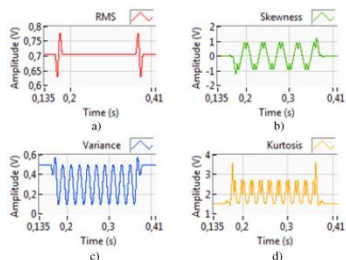 RMS
Amplitude (V)
0,8
0,75
0,7
0,65
0,6
0,135 0,2 0,3 0,41
Time (s)
a)
Skewness
Amplitude (V)
2
1
0
-1
-2
0,135 0,2 0,3 0,41
Time (s)
b)
Variance
Amplitude (V)
0,6
0,4
0,2
0
0,135 0,2 0,3 0,41
Time (s)
c)
Kurtosis
Amplitude (V)
4
3
2
1
0,135 0,2 0,3 0,41
Time (s)
d)